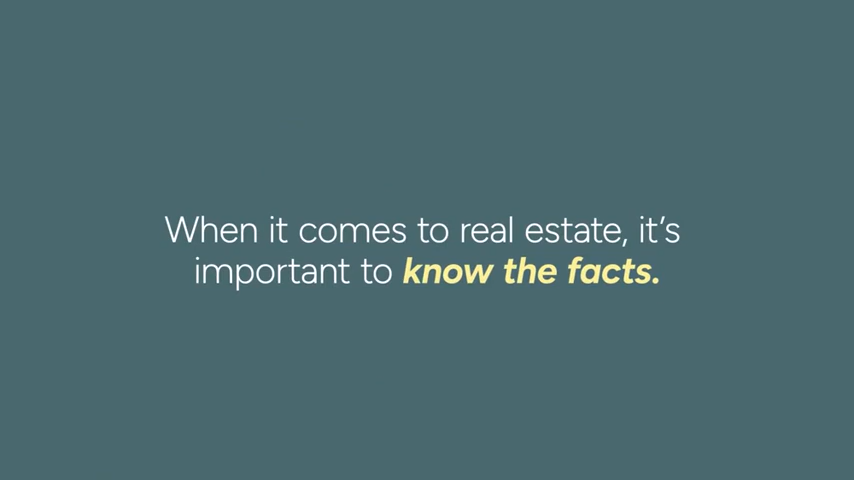 When it comes to real estate, it’s
important to know the facts.